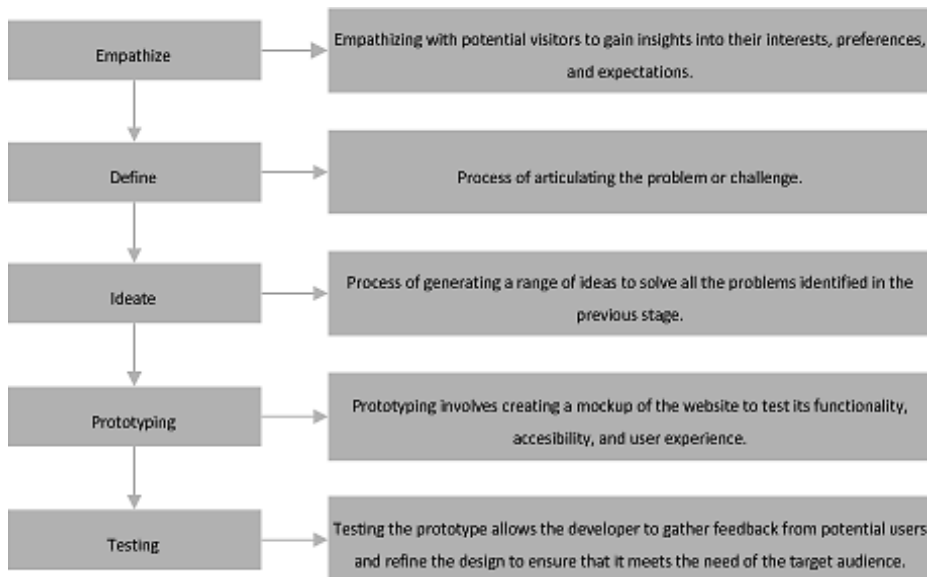 Empathize
Empathizing with potential visitors to gain insights into their interests, preferences,
and expectations.
Define
Process of articulating the problem or challenge.
Ideate
Process of generating a range of ideas to solve all the problems identified in the
previous stage.
Prototyping
Prototyping involves creating a mockup of the website to test its functionality,
accesibility, and user experience.
Testing
Testing the prototype allows the developer to gather feedback from potential users
and refine the design to ensure that it meets the need of the target audience.